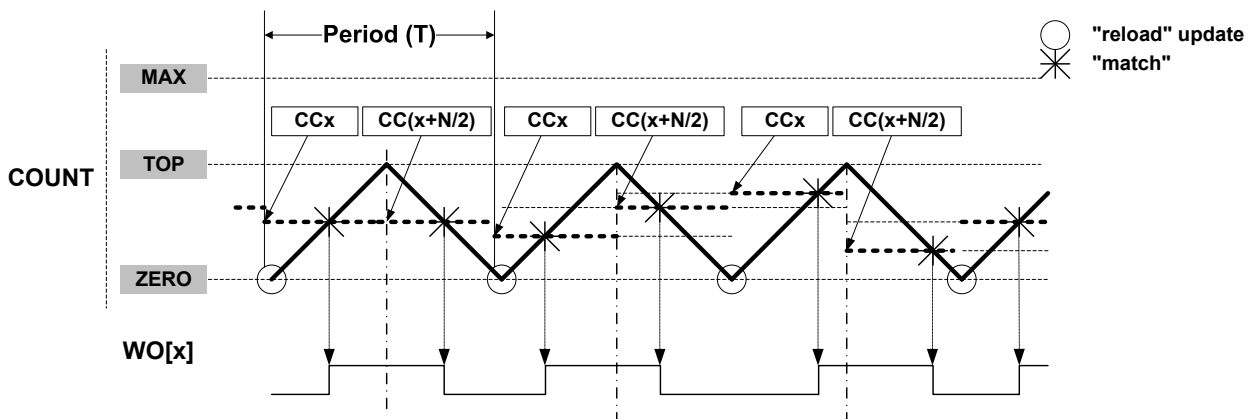 Period (T)
"reload" update
"match"
MAX
CCx
CC(x+N/2)
CCx
CC(x+N/2)
CCx
CC(x+N/2)
TOP
COUNT
ZERO
WO[x]